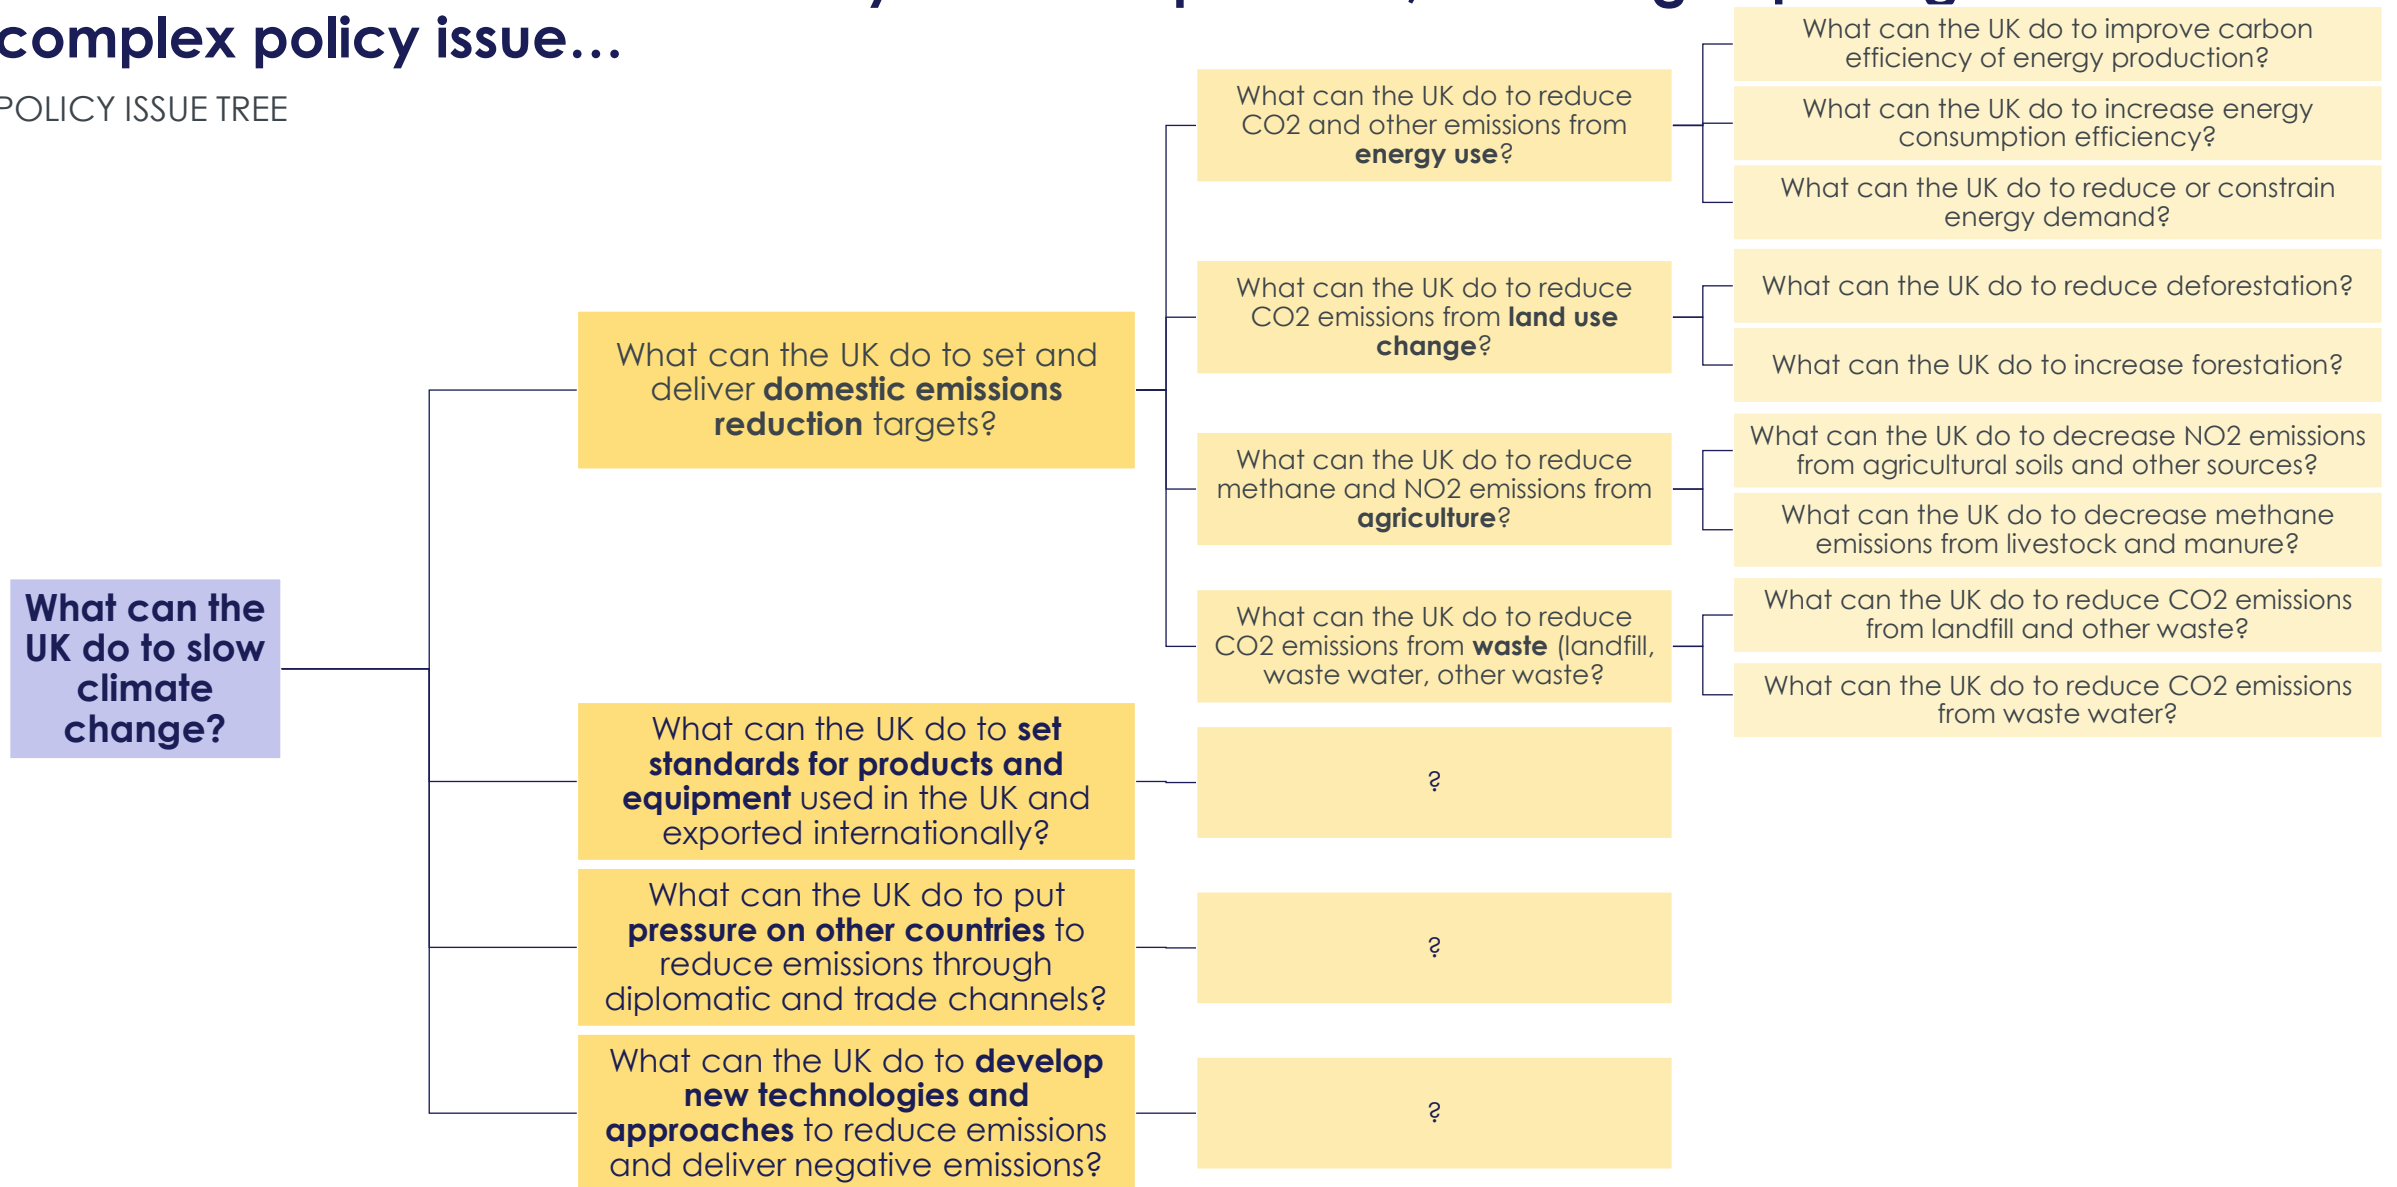 complex policy issue…
POLICY ISSUE TREE
What can the
UK do to slow
climate
change?
What can the UK do to set and
deliver domestic emissions
reduction targets?
What can the UK do to set
standards for products and
equipment used in the UK and
exported internationally?
What can the UK do to put
pressure on other countries to
reduce emissions through
diplomatic and trade channels?
What can the UK do to develop
new technologies and
approaches to reduce emissions
and deliver negative emissions?
What can the UK do to reduce
CO2 and other emissions from
energy use?
What can the UK do to reduce
CO2 emissions from land use
change?
What can the UK do to reduce
methane and NO2 emissions from
agriculture?
What can the UK do to reduce
CO2 emissions from waste (landfill,
waste water, other waste?
?
?
?
What can the UK do to improve carbon
efficiency of energy production?
What can the UK do to increase energy
consumption efficiency?
What can the UK do to reduce or constrain
energy demand?
What can the UK do to reduce deforestation?
What can the UK do to increase forestation?
What can the UK do to decrease NO2 emissions
from agricultural soils and other sources?
What can the UK do to decrease methane
emissions from livestock and manure?
What can the UK do to reduce CO2 emissions
from landfill and other waste?
What can the UK do to reduce CO2 emissions
from waste water?